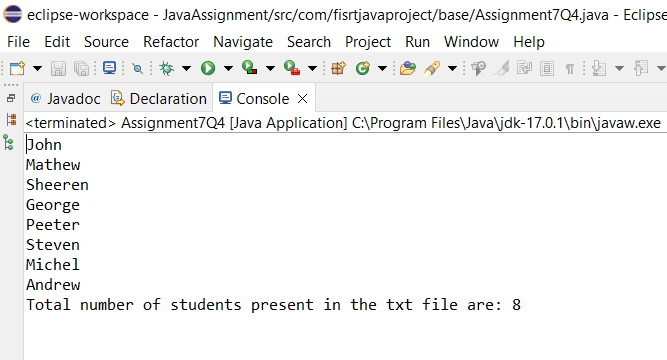 eclipse-workspace - JavaAssignment/src/com/fisrtjavaproject/base/Assignment7Q4.java - Eclipse
File Edit Source Refactor Navigate Search Project Run Window Help
@ Javadoc Declaration Console
<terminated> Assignment7Q4 [Java Application] C:\Program Files\Java\jdk-17.0.1\bin\javaw.exe
John
Mathew
Sheeren
George
Peeter
Steven
Michel
Andrew
Total number of students present in the txt file are: 8